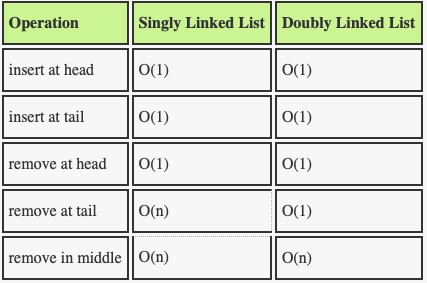 Operation Singly Linked List Doubly Linked List
insert at head O(1) O(1)
insert at tail O(1) O(1)
remove at head O(1) O(1)
remove at tail O(n) O(1)
remove in middle O(n) O(n)